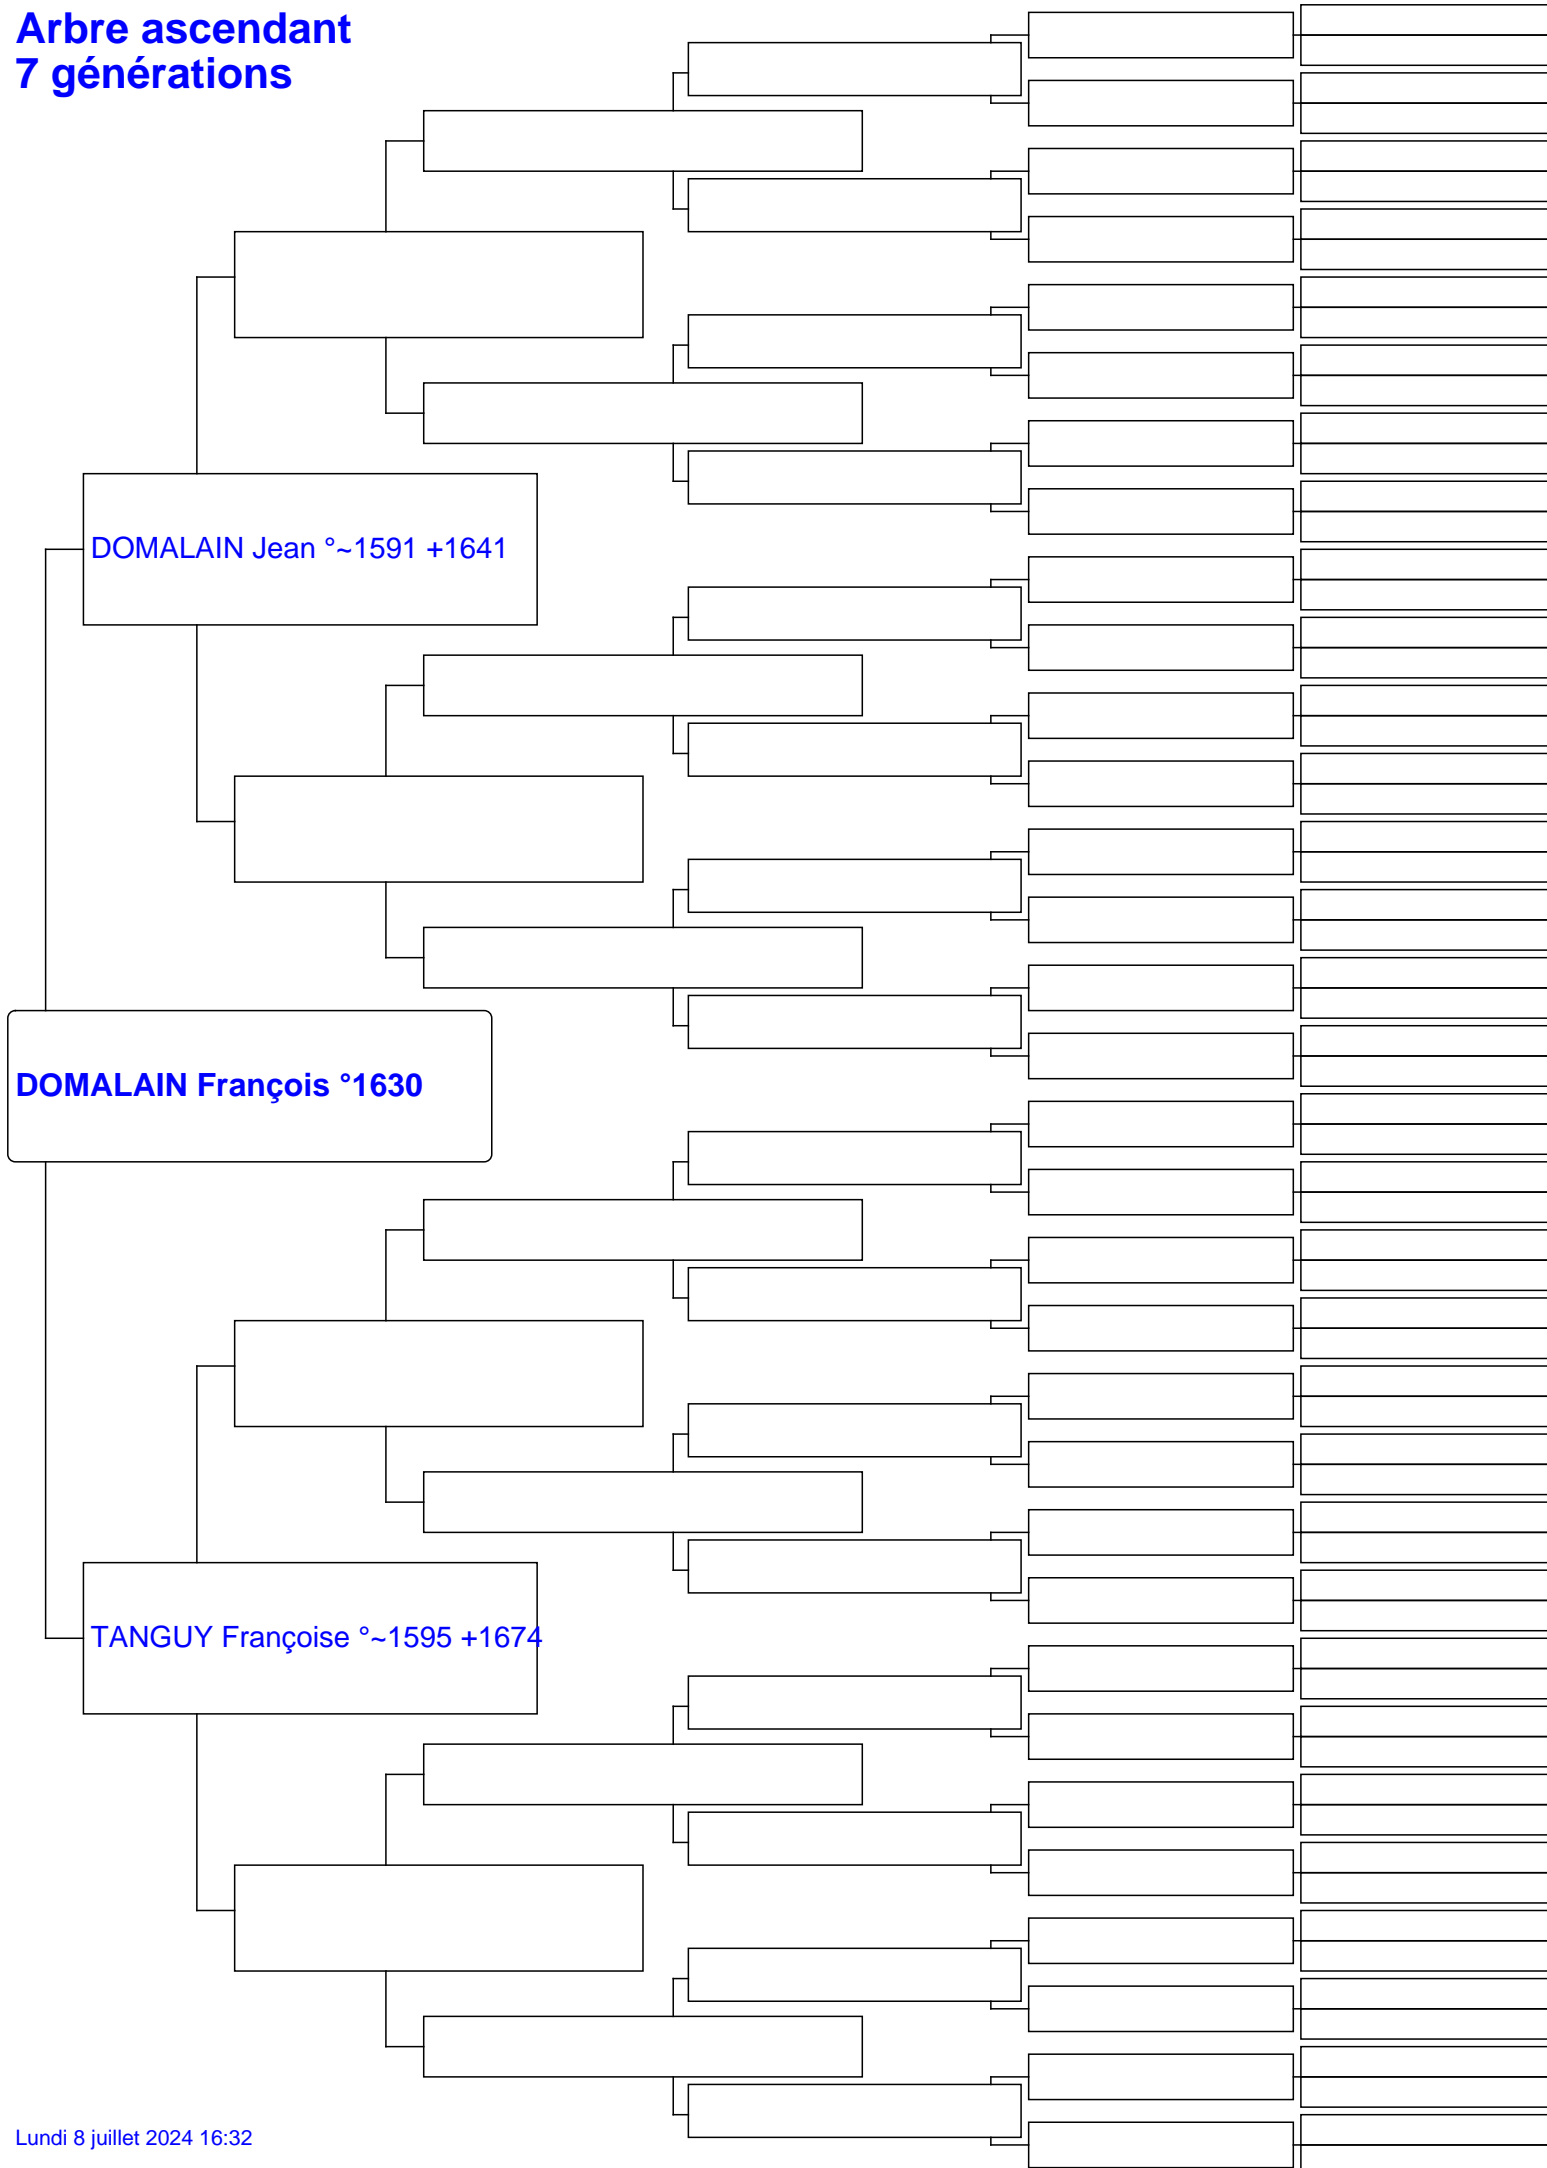 Arbre ascendant
7 générations
DOMALAIN Jean °~1591 +1641
DOMALAIN François °1630
TANGUY Françoise °~1595 +1674
Lundi 8 juillet 2024 16:32